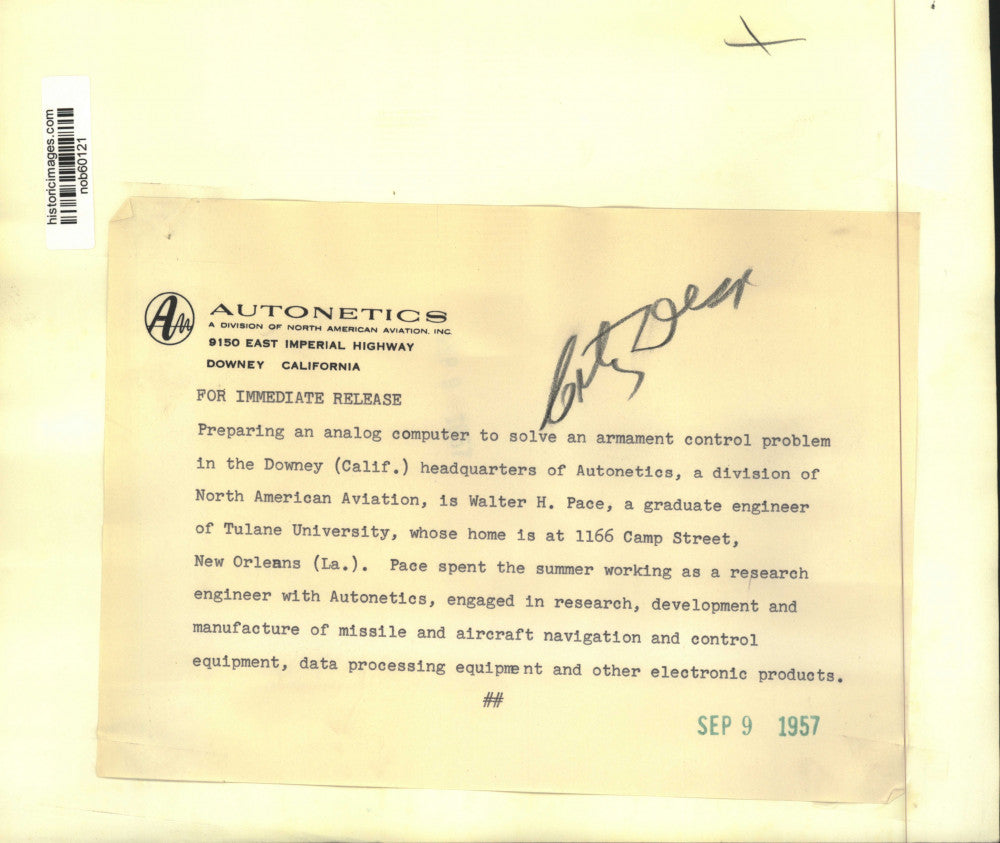 historicimages.com
nob60121
AUTONETICS
A DIVISION OF NORTH AMERICAN AVIATION, INC.
9150 EAST IMPERIAL HIGHWAY
DOWNEY CALIFORNIA
City Desk
FOR IMMEDIATE RELEASE
Preparing an analog computer to solve an armament control problem
in the Downey (Calif.) headquarters of Autonetics, a division of
North American Aviation, is Walter H. Pace, a graduate engineer
of Tulane University, whose home is at 1166 Camp Street,
New Orleans (La.). Pace spent the summer working as a research
engineer with Autonetics, engaged in research, development and
manufacture of missile and aircraft navigation and control
equipment, data processing equipment and other electronic products.
##
SEP 9 1957